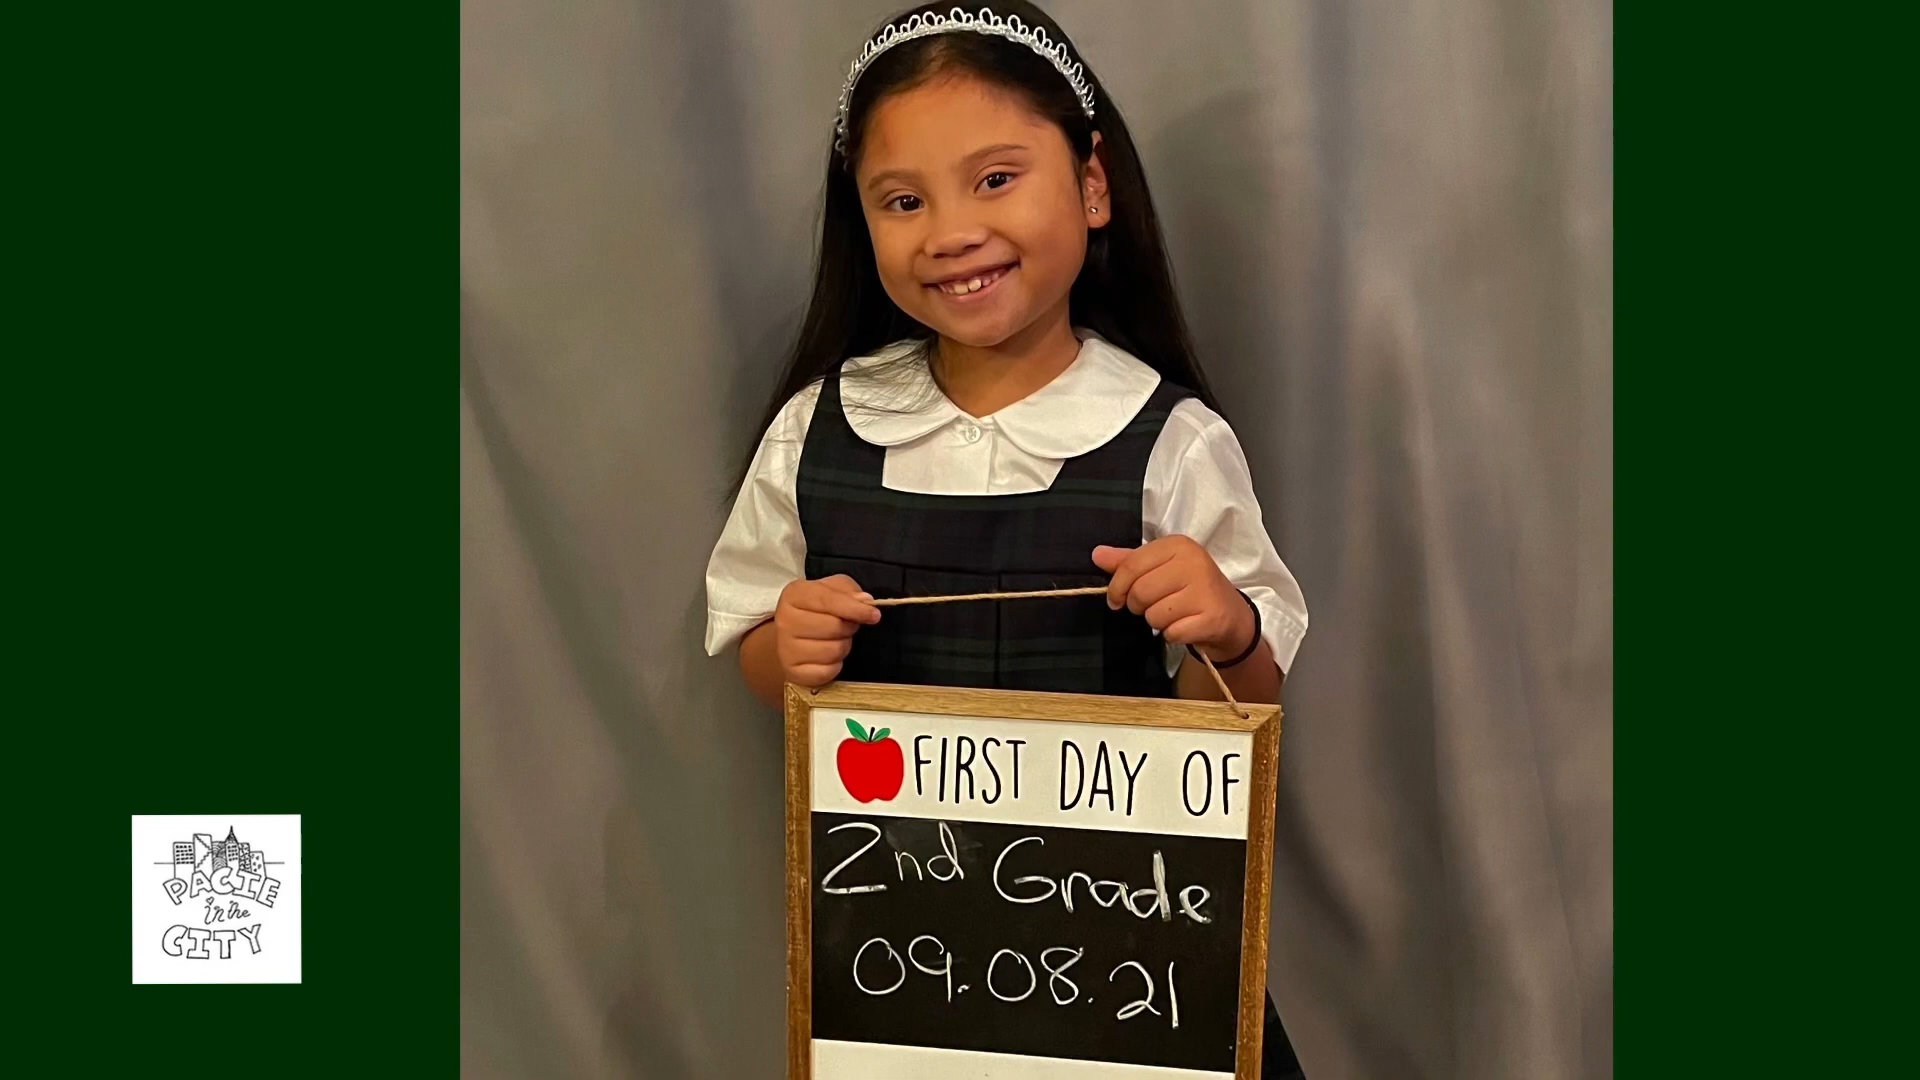 FIRST DAY OF
2nd Grade
09.08.21
PACIE
in the
CITY